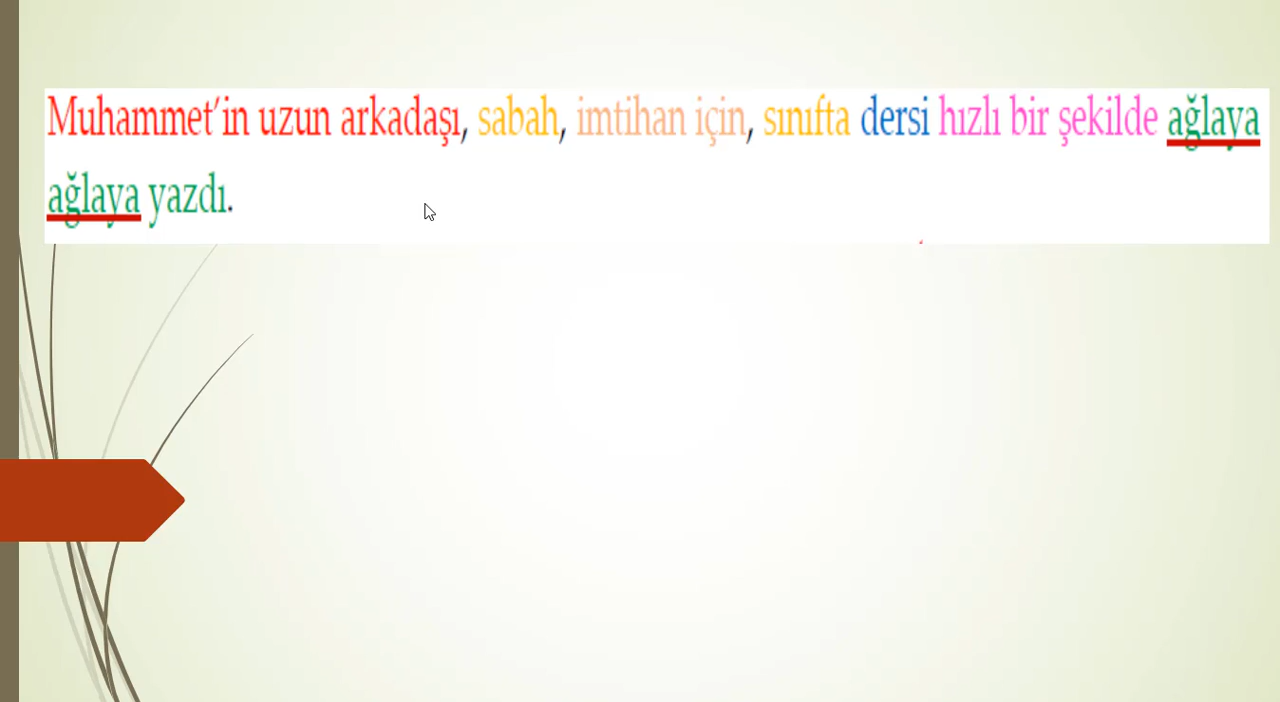 Muhammet’in uzun arkadaşı, sabah, imtihan için, sınıfta dersi hızlı bir şekilde ağlaya
ağlaya yazdı.